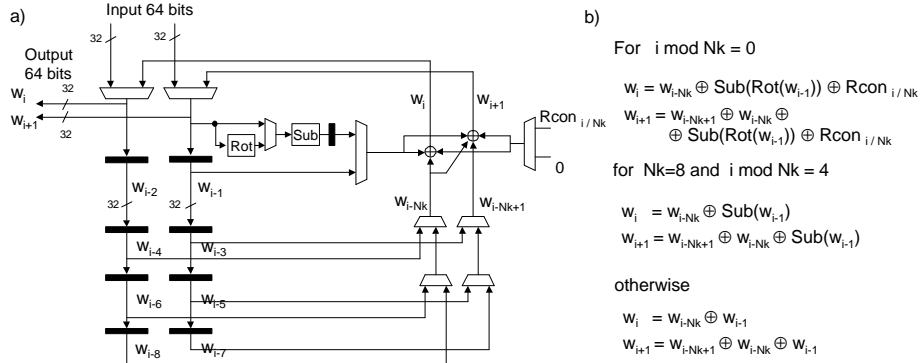 a)
Input 64 bits
32
32
Output
64 bits
w_i
32
w_{i+1}
32
Rot
Sub
w_i
w_{i+1}
Rcon_{i/Nk}
0
w_{i-2}
w_{i-1}
32
32
w_{i-Nk}
w_{i-Nk+1}
w_{i-4}
w_{i-3}
w_{i-6}
w_{i-5}
w_{i-8}
w_{i-7}
b)
For i mod Nk = 0
w_i = w_{i-Nk} ⊕ Sub(Rot(w_{i-1})) ⊕ Rcon_{i/Nk}
w_{i+1} = w_{i-Nk+1} ⊕ w_{i-Nk} ⊕
⊕ Sub(Rot(w_{i-1})) ⊕ Rcon_{i/Nk}
for Nk=8 and i mod Nk = 4
w_i = w_{i-Nk} ⊕ Sub(w_{i-1})
w_{i+1} = w_{i-Nk+1} ⊕ w_{i-Nk} ⊕ Sub(w_{i-1})
otherwise
w_i = w_{i-Nk} ⊕ w_{i-1}
w_{i+1} = w_{i-Nk+1} ⊕ w_{i-Nk} ⊕ w_{i-1}